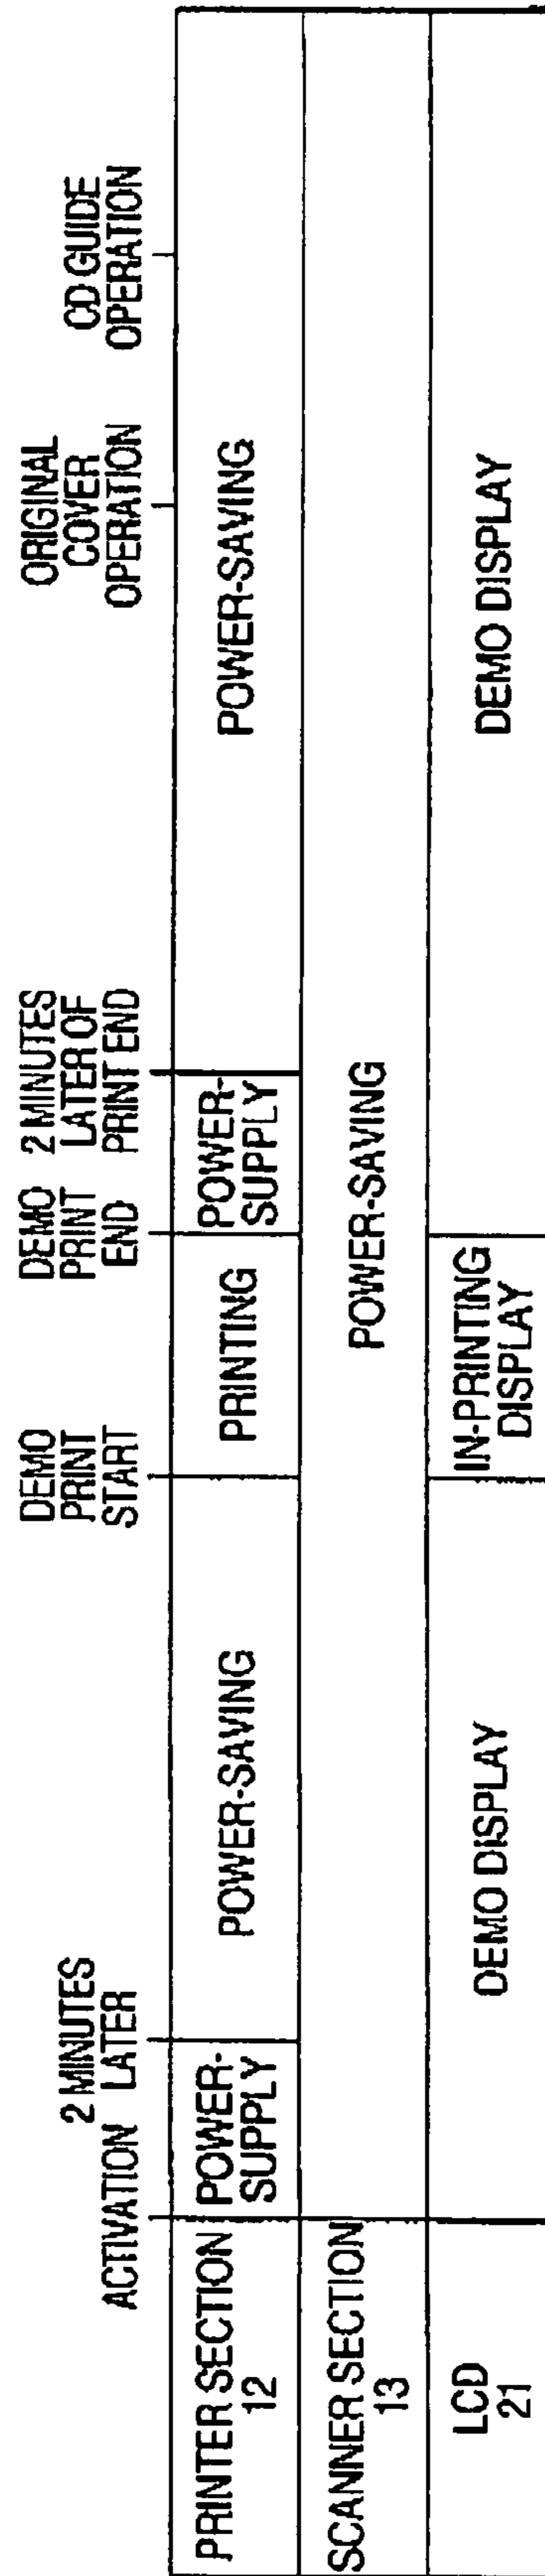 ACTIVATION
2 MINUTES
LATER
DEMO
PRINT
START
DEMO
PRINT
END
2 MINUTES
LATER OF
PRINT END
ORIGINAL
COVER
OPERATION
CD GUIDE
OPERATION
PRINTER SECTION
12
POWER-
SUPPLY
POWER-SAVING
PRINTING
POWER-
SUPPLY
POWER-SAVING
SCANNER SECTION
13
POWER-SAVING
LCD
21
DEMO DISPLAY
IN-PRINTING
DISPLAY
DEMO DISPLAY